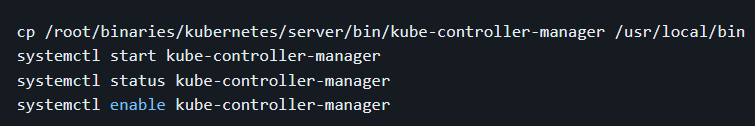 cp /root/binaries/kubernetes/server/bin/kube-controller-manager /usr/local/bin
systemctl start kube-controller-manager
systemctl status kube-controller-manager
systemctl enable kube-controller-manager